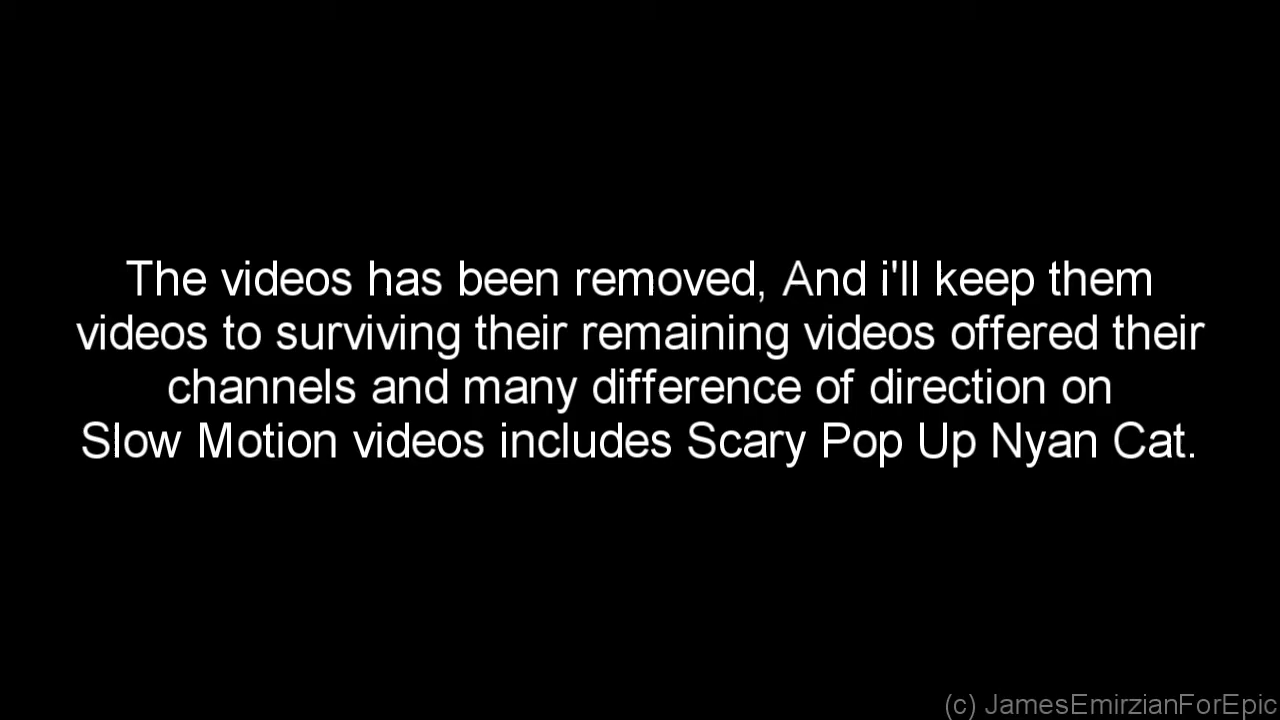 The videos has been removed, And i'll keep them
videos to surviving their remaining videos offered their
channels and many difference of direction on
Slow Motion videos includes Scary Pop Up Nyan Cat.
(c) JamesEmirzianForEpic